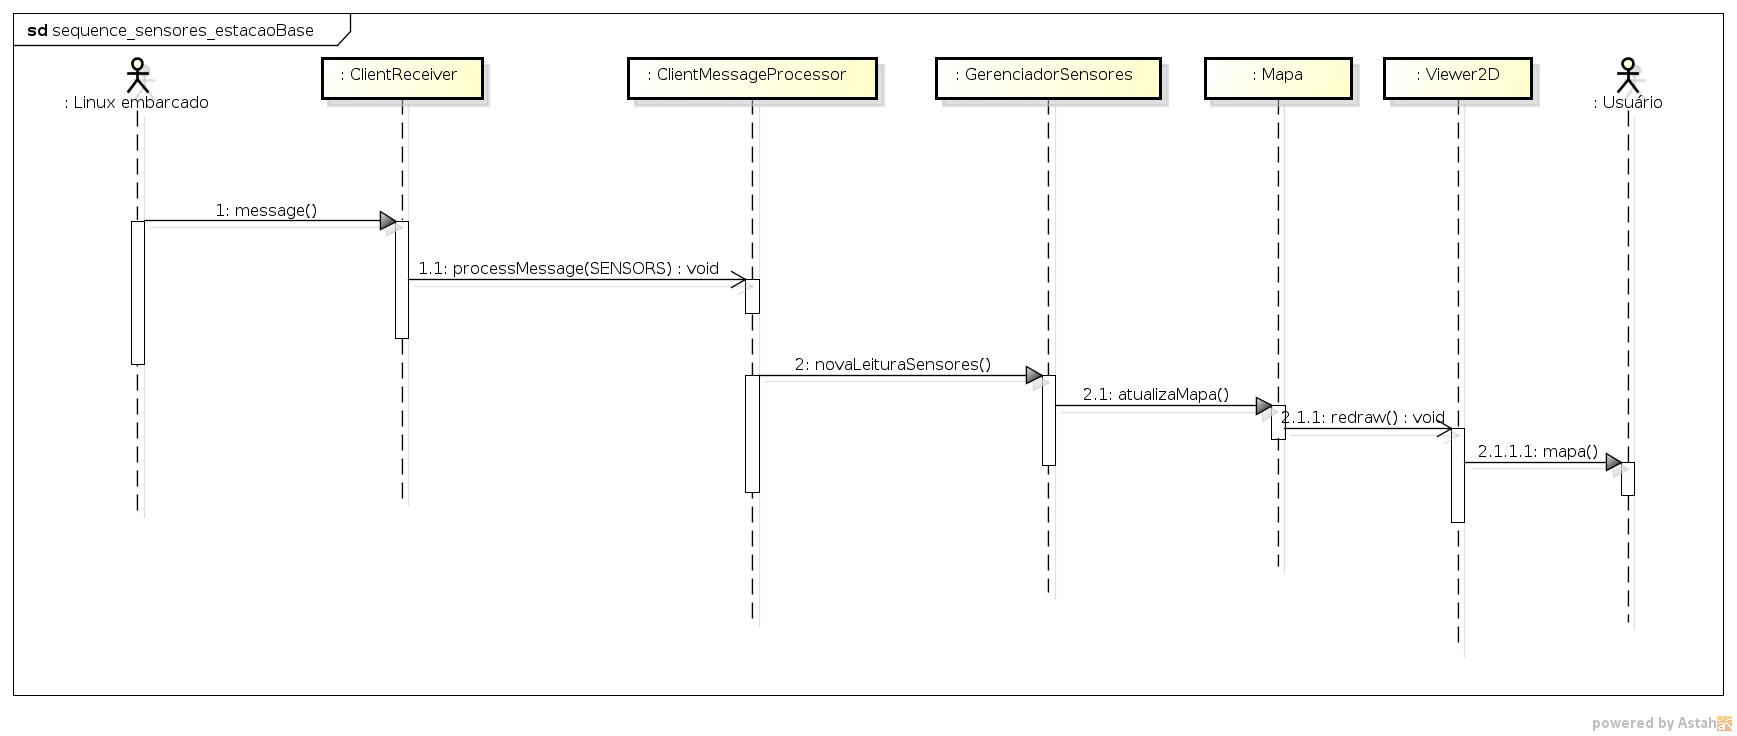 sd sequence_sensores_estacaoBase
: Linux embarcado
: ClientReceiver
: ClientMessageProcessor
: GerenciadorSensores
: Mapa
: Viewer2D
: Usuário
1: message()
1.1: processMessage(SENSORS) : void
2: novaLeituraSensores()
2.1: atualizaMapa()
2.1.1: redraw() : void
2.1.1.1: mapa()
powered by Astah